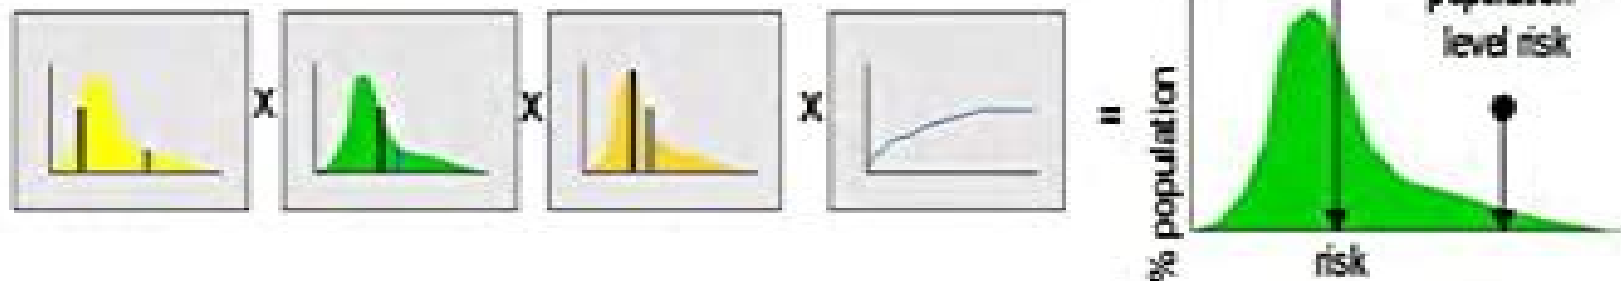 X
X
X
=
% population
level risk
risk